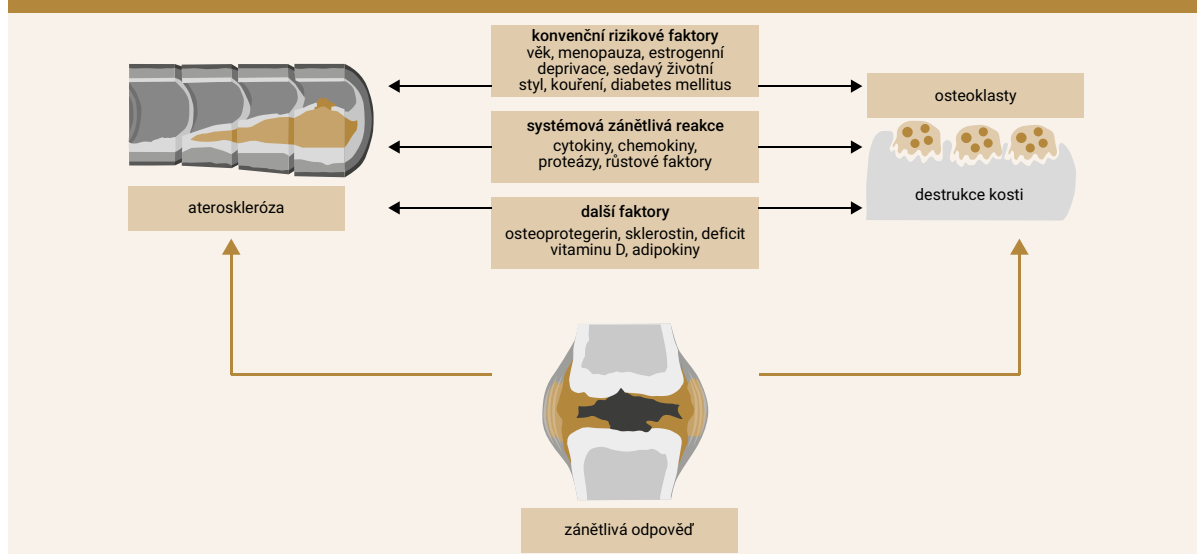 konvenční rizikové faktory
věk, menopauza, estrogenní
deprivace, sedavý životní
styl, kouření, diabetes mellitus
osteoklasty
systémová zánětlivá reakce
cytokiny, chemokiny,
proteázy, růstové faktory
destrukce kosti
ateroskleróza
další faktory
osteoprotegerin, sklerostin, deficit
vitaminu D, adipokiny
zánětlivá odpověď